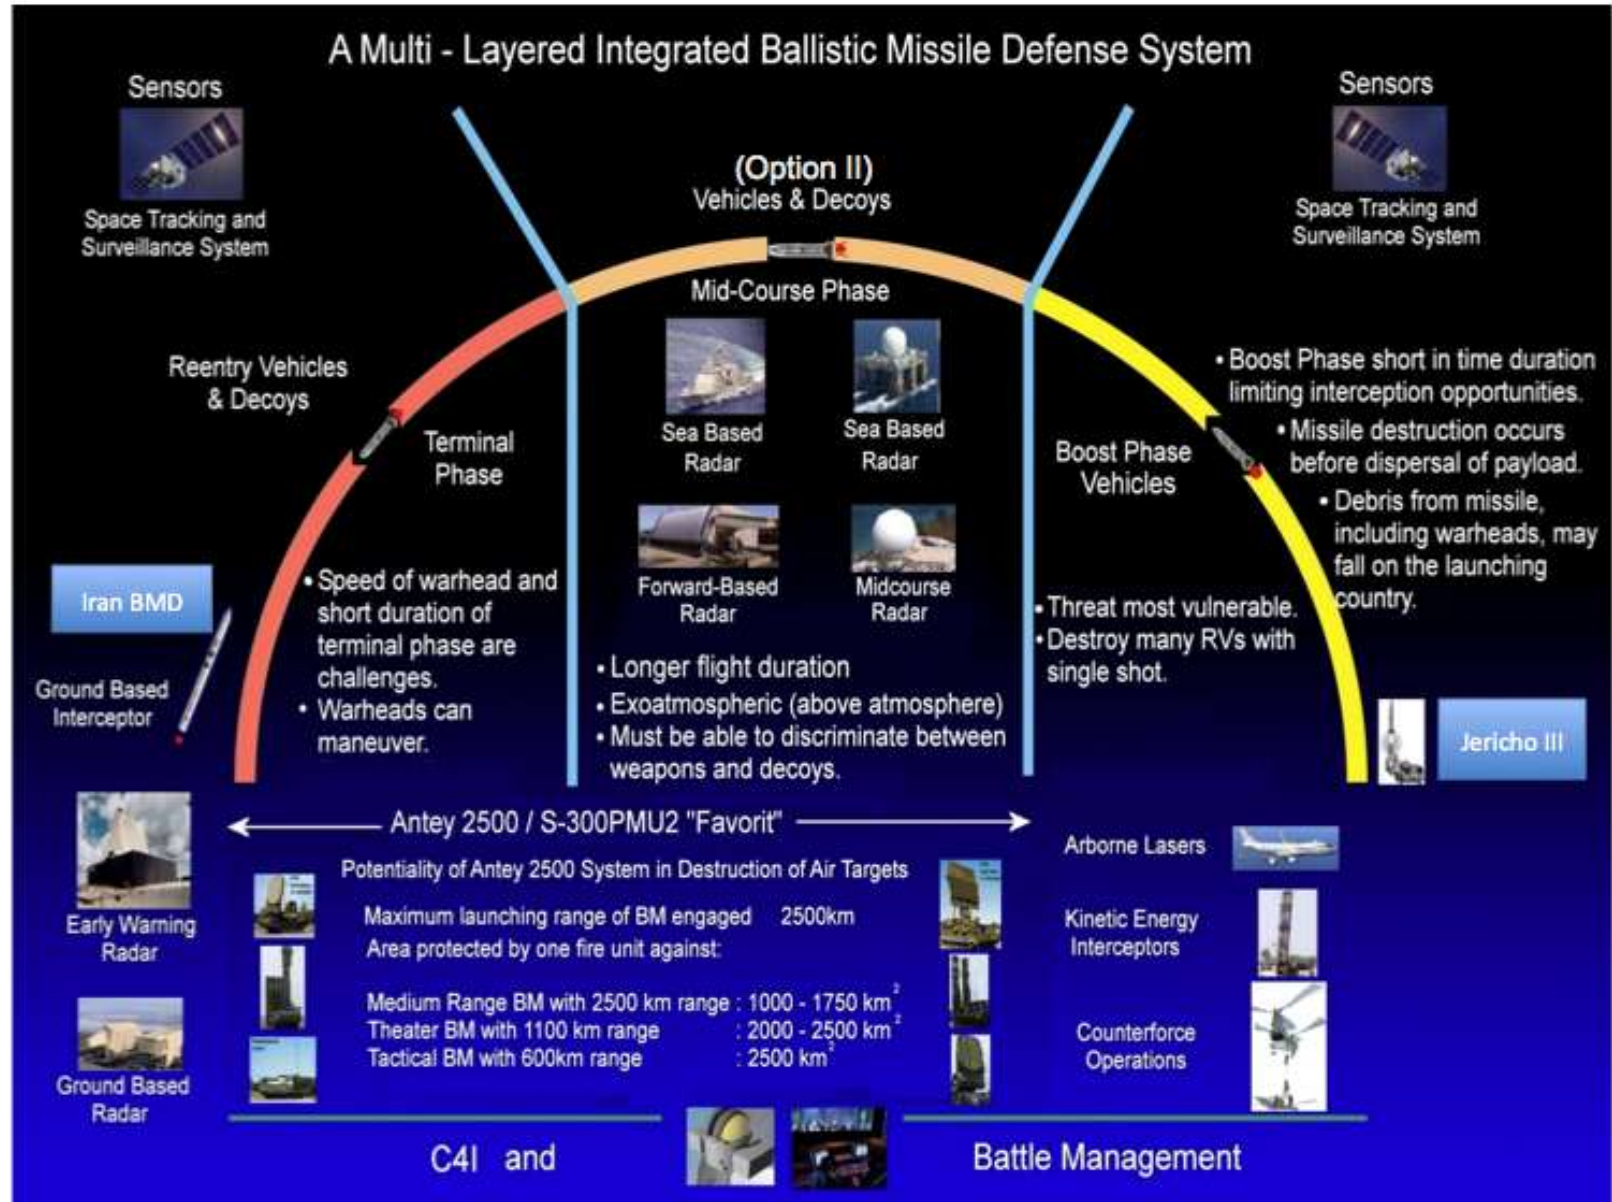 A Multi - Layered Integrated Ballistic Missile Defense System
Sensors
Space Tracking and
Surveillance System
(Option II)
Vehicles & Decoys
Sensors
Space Tracking and
Surveillance System
Mid-Course Phase
Reentry Vehicles
& Decoys
Terminal
Phase
Sea Based
Radar
Sea Based
Radar
Forward-Based
Radar
Midcourse
Radar
Boost Phase
Vehicles
• Boost Phase short in time duration
limiting interception opportunities.
• Missile destruction occurs
before dispersal of payload.
• Debris from missile,
including warheads, may
fall on the launching
country.
Iran BMD
Ground Based
Interceptor
• Speed of warhead and
short duration of
terminal phase are
challenges.
• Warheads can
maneuver.
• Longer flight duration
• Exoatmospheric (above atmosphere)
• Must be able to discriminate between
weapons and decoys.
• Threat most vulnerable.
• Destroy many RVs with
single shot.
Jericho III
Early Warning
Radar
Ground Based
Radar
Antey 2500 / S-300PMU2 "Favorit"
Potentiality of Antey 2500 System in Destruction of Air Targets
Maximum launching range of BM engaged 2500km
Area protected by one fire unit against:
Medium Range BM with 2500 km range : 1000 - 1750 km²
Theater BM with 1100 km range : 2000 - 2500 km²
Tactical BM with 600km range : 2500 km²
Arborne Lasers
Kinetic Energy
Interceptors
Counterforce
Operations
C4I and
Battle Management